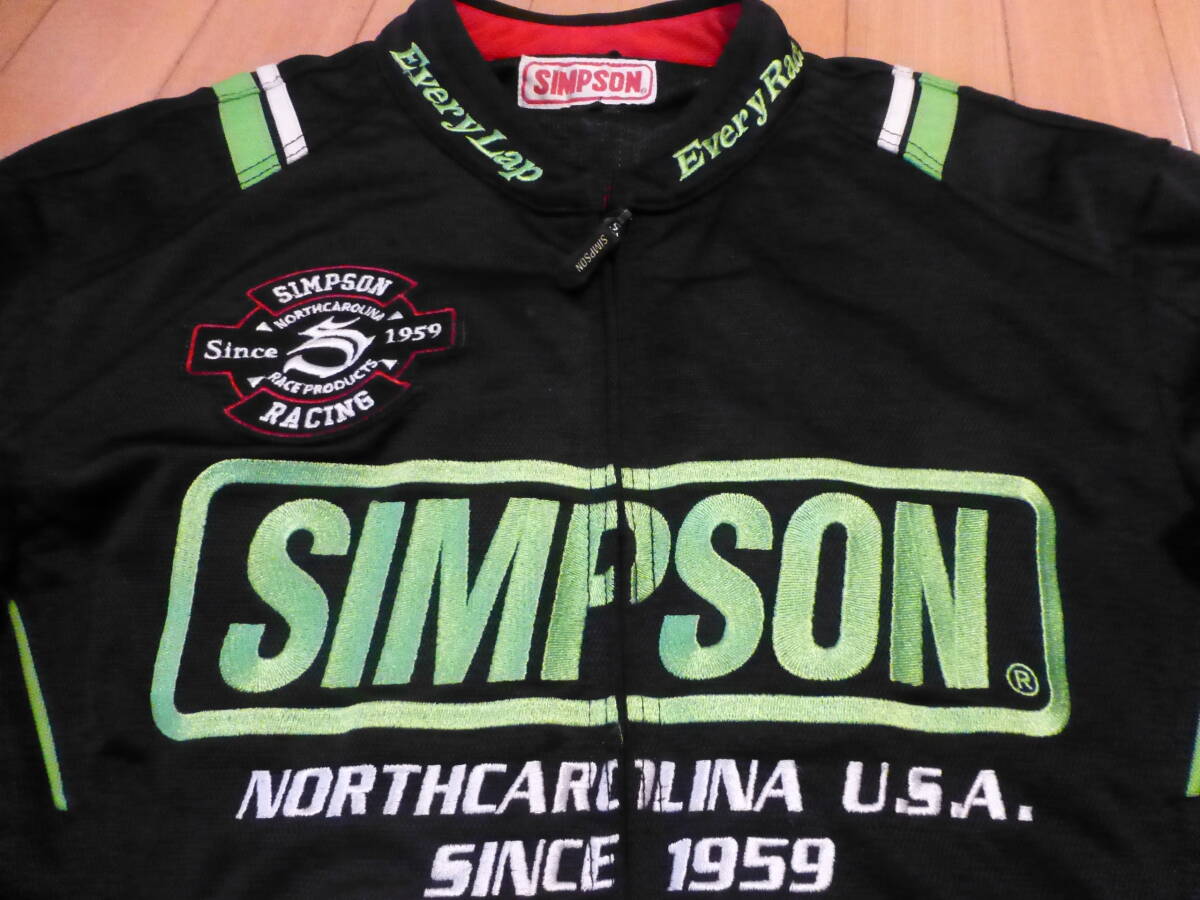 SIMPSON®
Every Lap
Every Race
SIMPSON
SIMPSON
NORTHCAROLINA
Since 1959
RACE PRODUCTS
RACING
SIMPSON®
NORTHCAROLINA U.S.A.
SINCE 1959